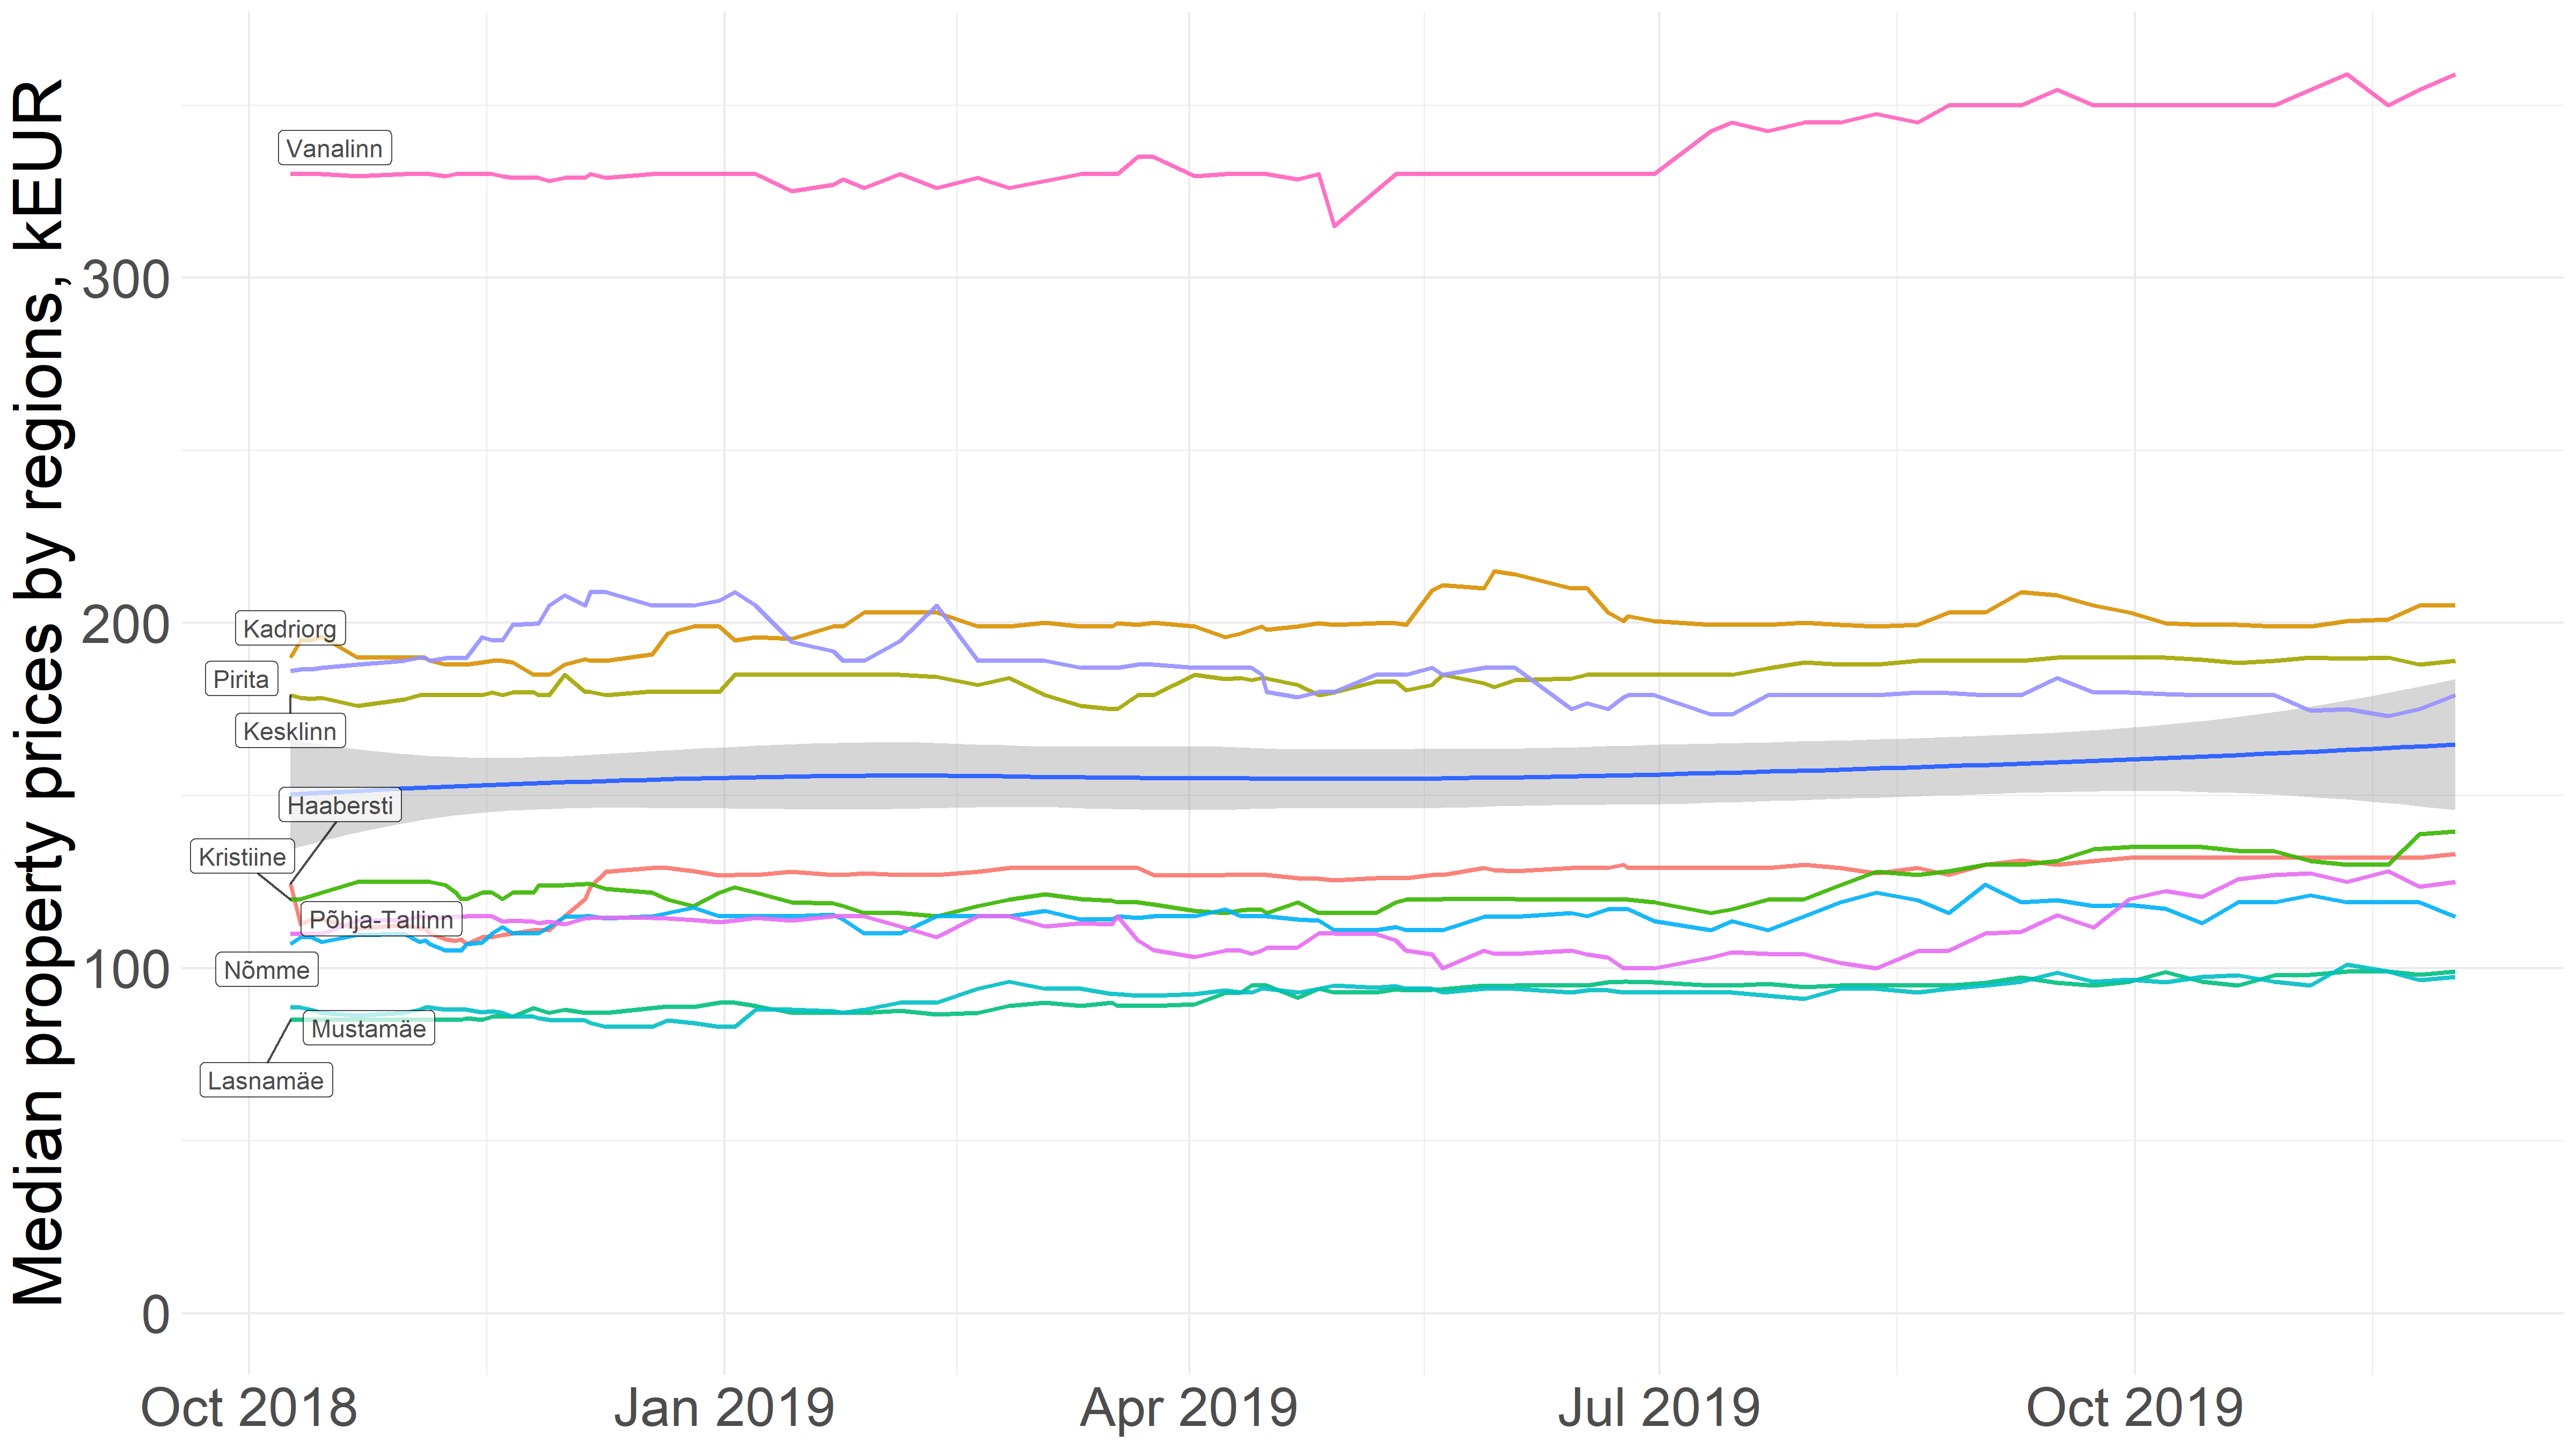 Median property prices by regions, kEUR
300
200
100
0
Vanalinn
Kadriorg
Pirita
Kesklinn
Haabersti
Kristiine
Põhja-Tallinn
Nõmme
Mustamäe
Lasnamäe
Oct 2018
Jan 2019
Apr 2019
Jul 2019
Oct 2019